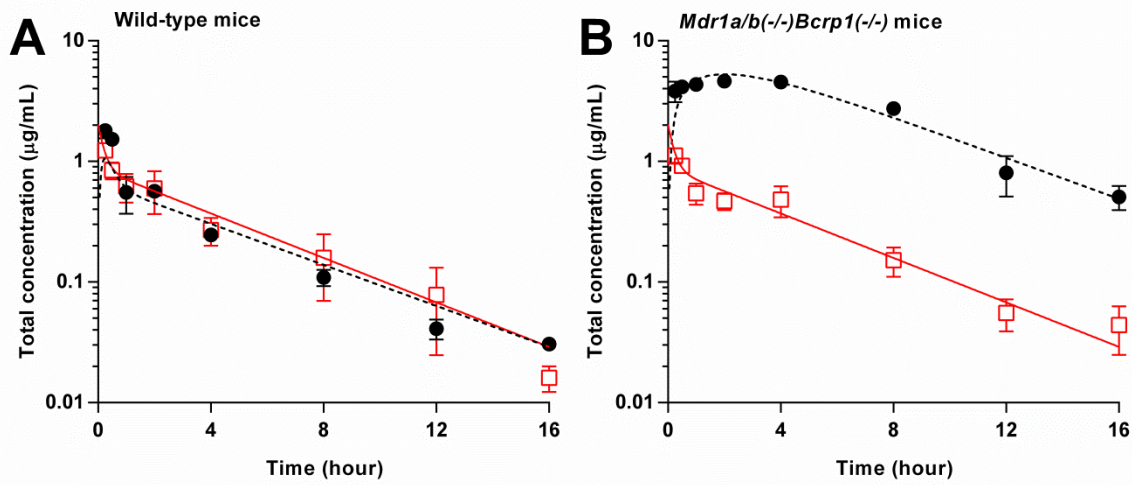 A
Wild-type mice
Total concentration (µg/mL)
10
1
0.1
0.01
0
4
8
12
16
Time (hour)
B
Mdr1a/b(-/-)Bcrp1(-/-) mice
Total concentration (µg/mL)
10
1
0.1
0.01
0
4
8
12
16
Time (hour)